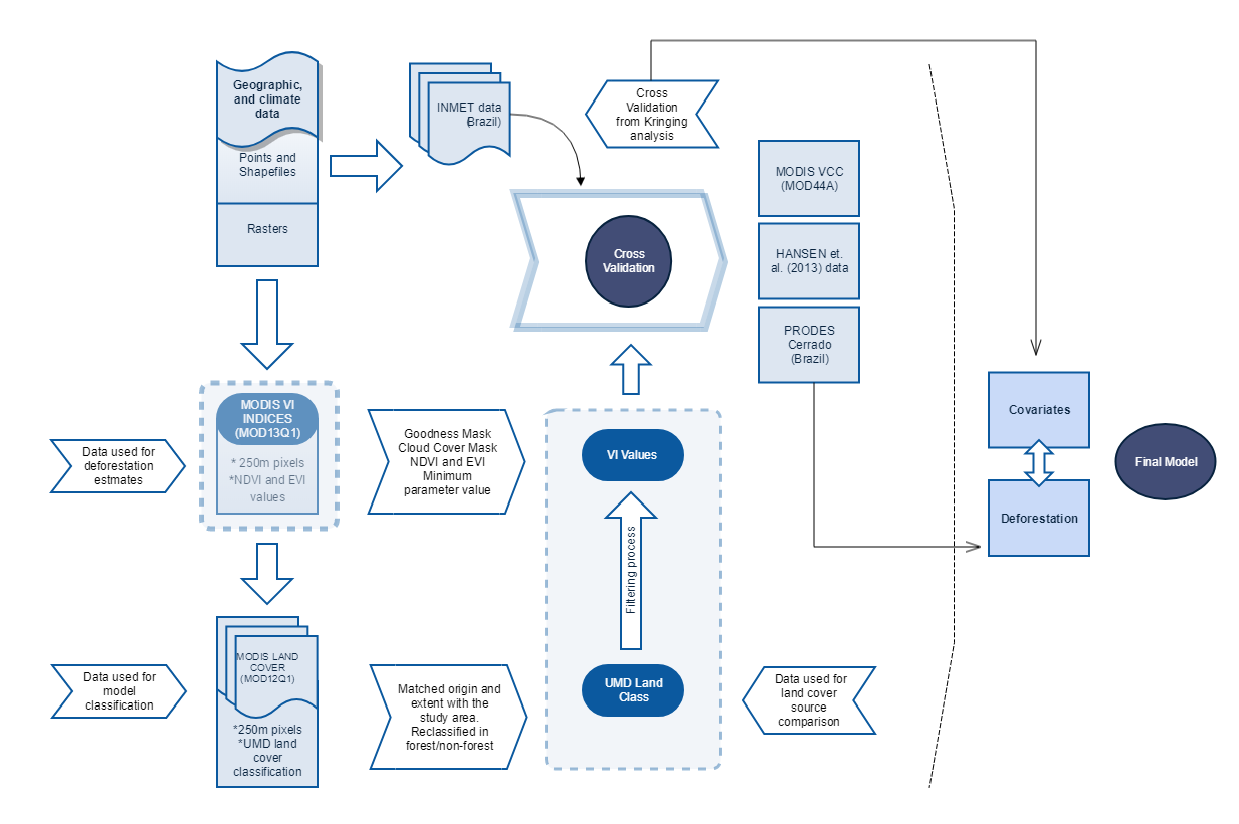 Geographic,
and climate
data
Points and
Shapefiles
Rasters
INMET data
(Brazil)
Cross
Validation
from Kringing
analysis
Cross
Validation
MODIS VCC
(MOD44A)
HANSEN et.
al. (2013) data
PRODES
Cerrado
(Brazil)
Covariates
Deforestation
Final Model
Data used for
deforestation
estmates
MODIS VI
INDICES
(MOD13Q1)
* 250m pixels
*NDVI and EVI
values
Goodness Mask
Cloud Cover Mask
NDVI and EVI
Minimum
parameter value
VI Values
Filtering process
UMD Land
Class
Data used for
model
classification
MODIS LAND
COVER
(MOD12Q1)
*250m pixels
*UMD land
cover
classification
Matched origin and
extent with the
study area.
Reclassified in
forest/non-forest
Data used for
land cover
source
comparison